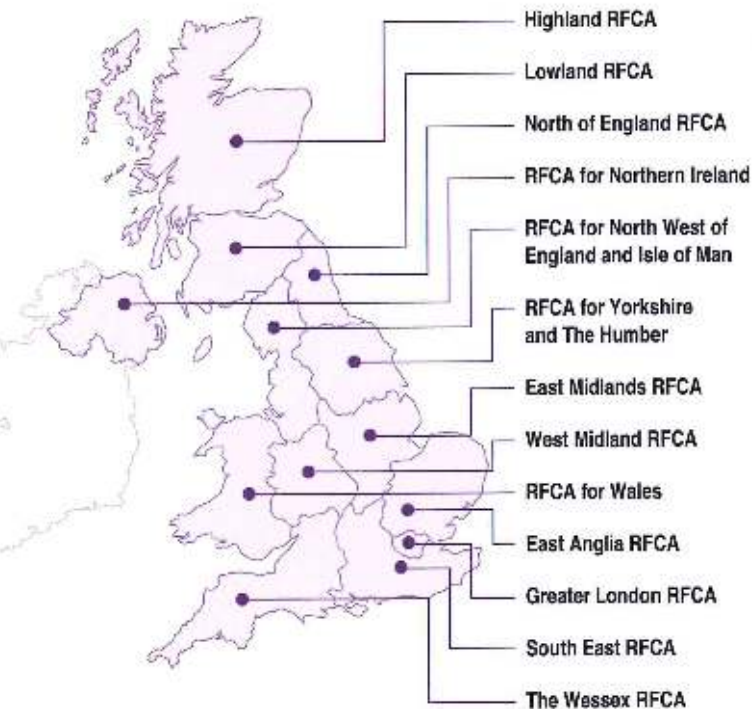 Highland RFCA
Lowland RFCA
North of England RFCA
RFCA for Northern Ireland
RFCA for North West of
England and Isle of Man
RFCA for Yorkshire
and The Humber
East Midlands RFCA
West Midland RFCA
RFCA for Wales
East Anglia RFCA
Greater London RFCA
South East RFCA
The Wessex RFCA